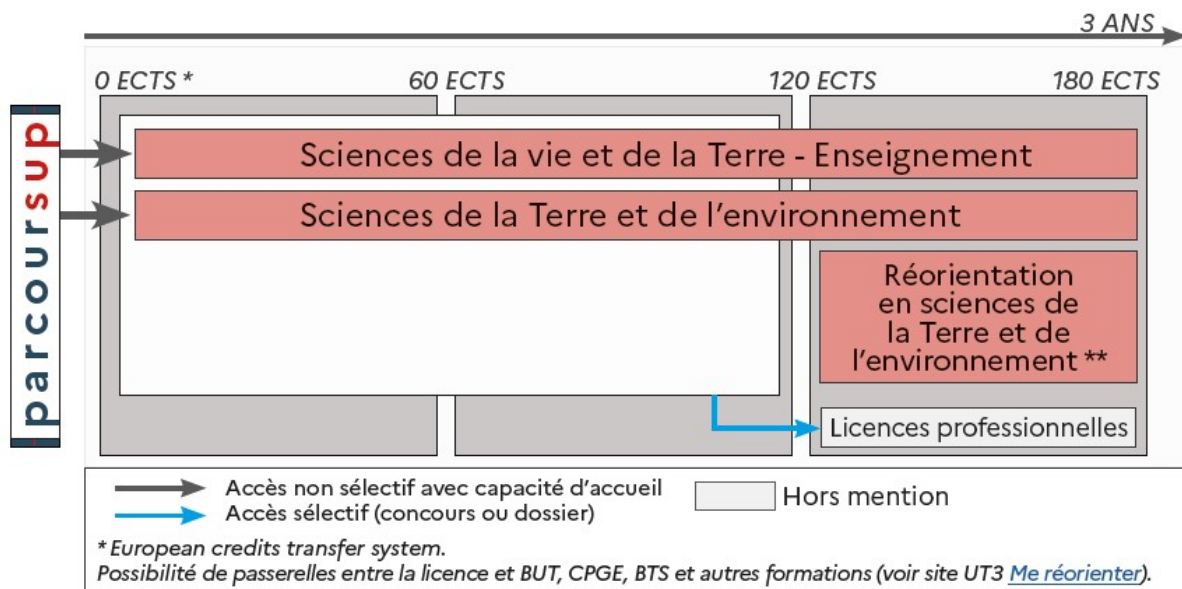 3 ANS
0 ECTS *
60 ECTS
120 ECTS
180 ECTS
parcoursup
Sciences de la vie et de la Terre - Enseignement
Sciences de la Terre et de l'environnement
Réorientation
en sciences de
la Terre et de
l'environnement **
Licences professionnelles
Accès non sélectif avec capacité d'accueil
Hors mention
Accès sélectif (concours ou dossier)
* European credits transfer system.
Possibilité de passerelles entre la licence et BUT, CPGE, BTS et autres formations (voir site UT3 Me réorienter).